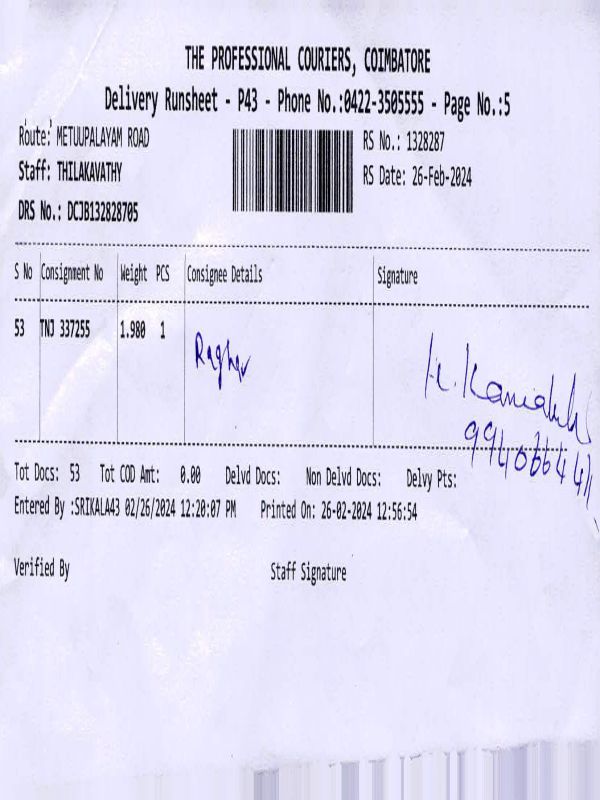 THE PROFESSIONAL COURIERS, COIMBATORE
Delivery Runsheet - P43 - Phone No.:0422-3505555 - Page No.:5
Route: METUUPALAYAM ROAD
RS No.: 1328287
Staff: THILAKAVATHY
RS Date: 26-Feb-2024
DRS No.: DCJB132828705
S No Consignment No Weight PCS Consignee Details Signature
53 TNJ 337255 1.980 1 Raghav
Tot Docs: 53 Tot COD Amt: 0.00 Delvd Docs: Non Delvd Docs: Delvy Pts:
Entered By :SRIKALA43 02/26/2024 12:20:07 PM Printed On: 26-02-2024 12:56:54
Verified By Staff Signature